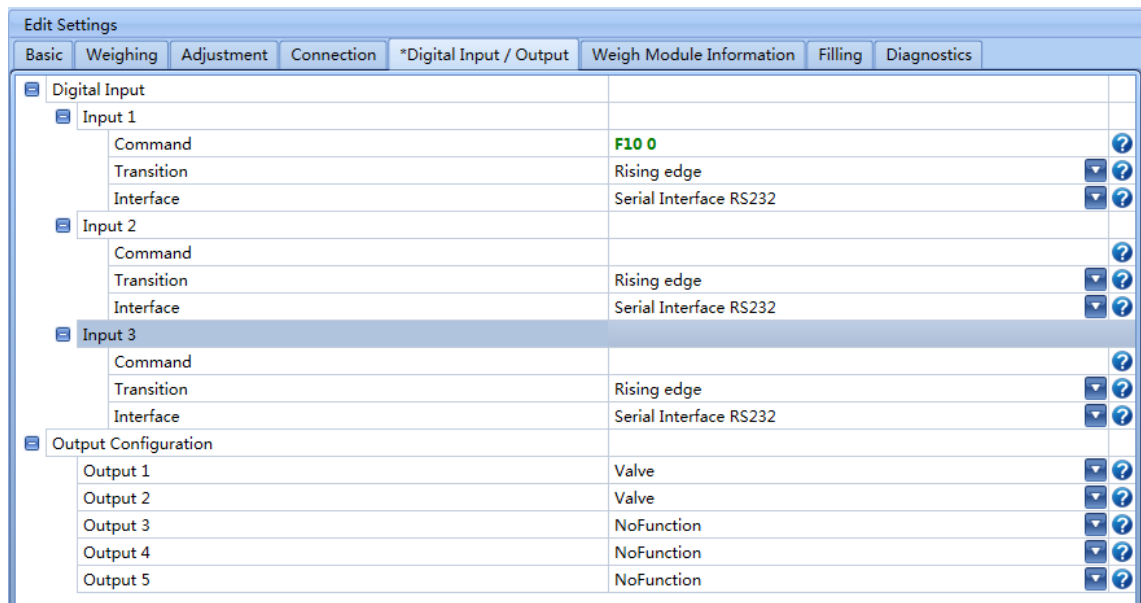 Edit Settings
Basic Weighing Adjustment Connection *Digital Input / Output Weigh Module Information Filling Diagnostics
Digital Input
Input 1
Command F10 0
Transition Rising edge
Interface Serial Interface RS232
Input 2
Command
Transition Rising edge
Interface Serial Interface RS232
Input 3
Command
Transition Rising edge
Interface Serial Interface RS232
Output Configuration
Output 1 Valve
Output 2 Valve
Output 3 NoFunction
Output 4 NoFunction
Output 5 NoFunction